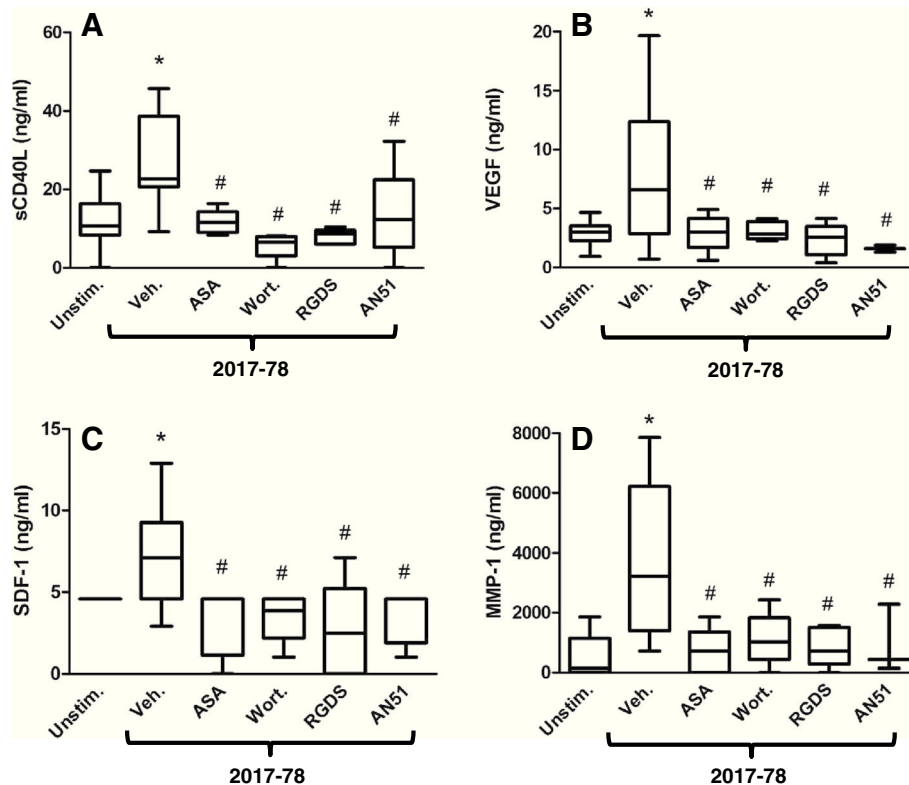 A
60
40
20
0
sCD40L (ng/ml)
*
#
#
#
#
Unstim.
Veh.
ASA
Wort.
RGDS
AN51
2017-78
B
20
15
10
5
0
VEGF (ng/ml)
*
#
#
#
#
Unstim.
Veh.
ASA
Wort.
RGDS
AN51
2017-78
C
15
10
5
0
SDF-1 (ng/ml)
*
#
#
#
#
Unstim.
Veh.
ASA
Wort.
RGDS
AN51
2017-78
D
8000
6000
4000
2000
0
MMP-1 (ng/ml)
*
#
#
#
#
Unstim.
Veh.
ASA
Wort.
RGDS
AN51
2017-78